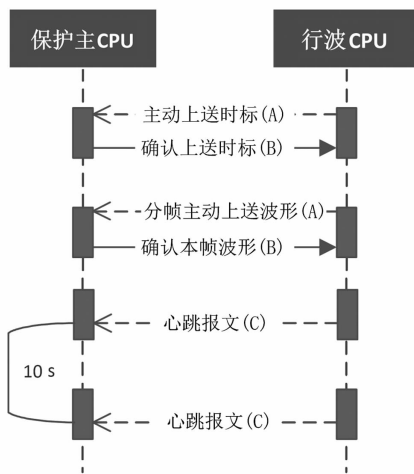 保护主CPU
行波CPU
主动上送时标(A)
确认上送时标(B)
分帧主动上送波形(A)
确认本帧波形(B)
心跳报文(C)
10 s
心跳报文(C)